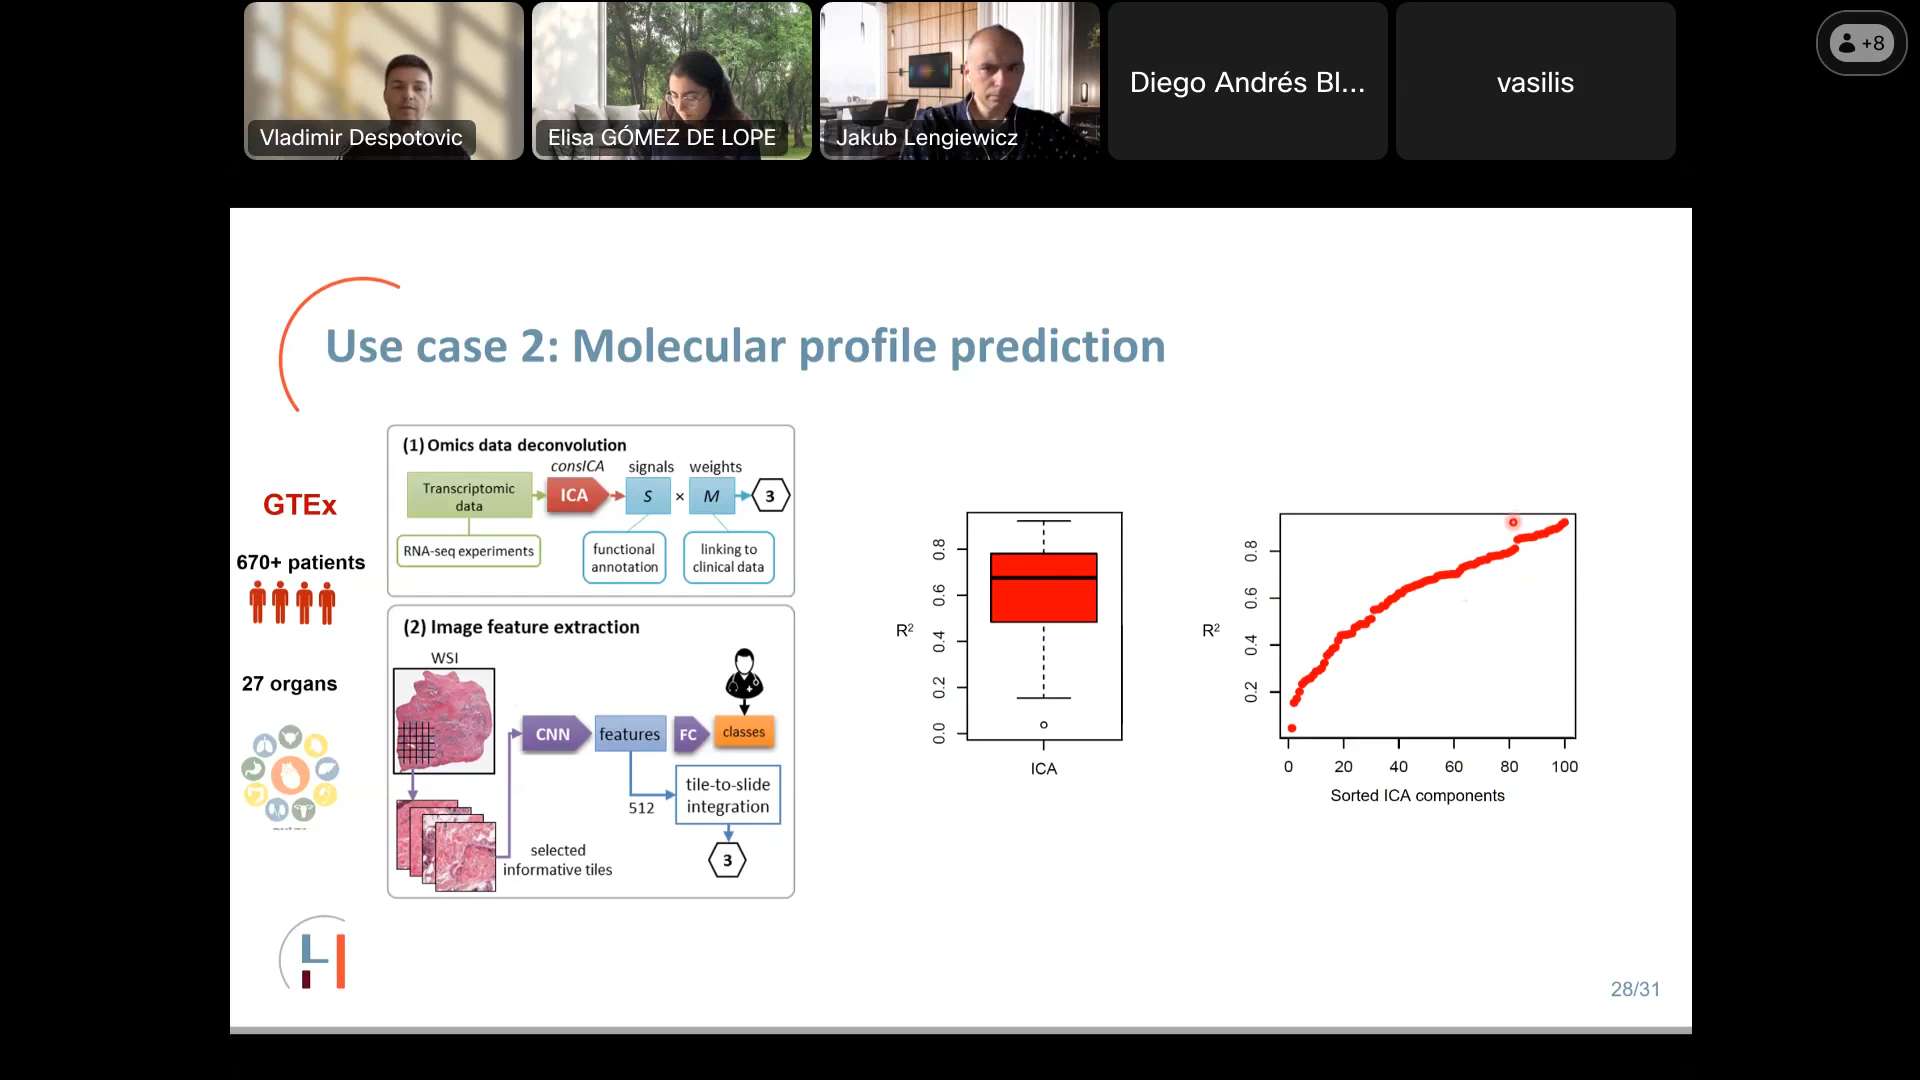 Vladimir Despotovic
Elisa GÓMEZ DE LOPE
Jakub Lengiewicz
Diego Andrés Bl...
vasilis
+8
Use case 2: Molecular profile prediction
GTEx
670+ patients
27 organs
(1) Omics data deconvolution
consICA
signals
weights
Transcriptomic
data
ICA
S
×
M
3
RNA-seq experiments
functional
annotation
linking to
clinical data
(2) Image feature extraction
WSI
CNN
features
FC
classes
512
tile-to-slide
integration
selected
informative tiles
3
R²
0.0
0.2
0.4
0.6
0.8
ICA
R²
0.2
0.4
0.6
0.8
0
20
40
60
80
100
Sorted ICA components
28/31